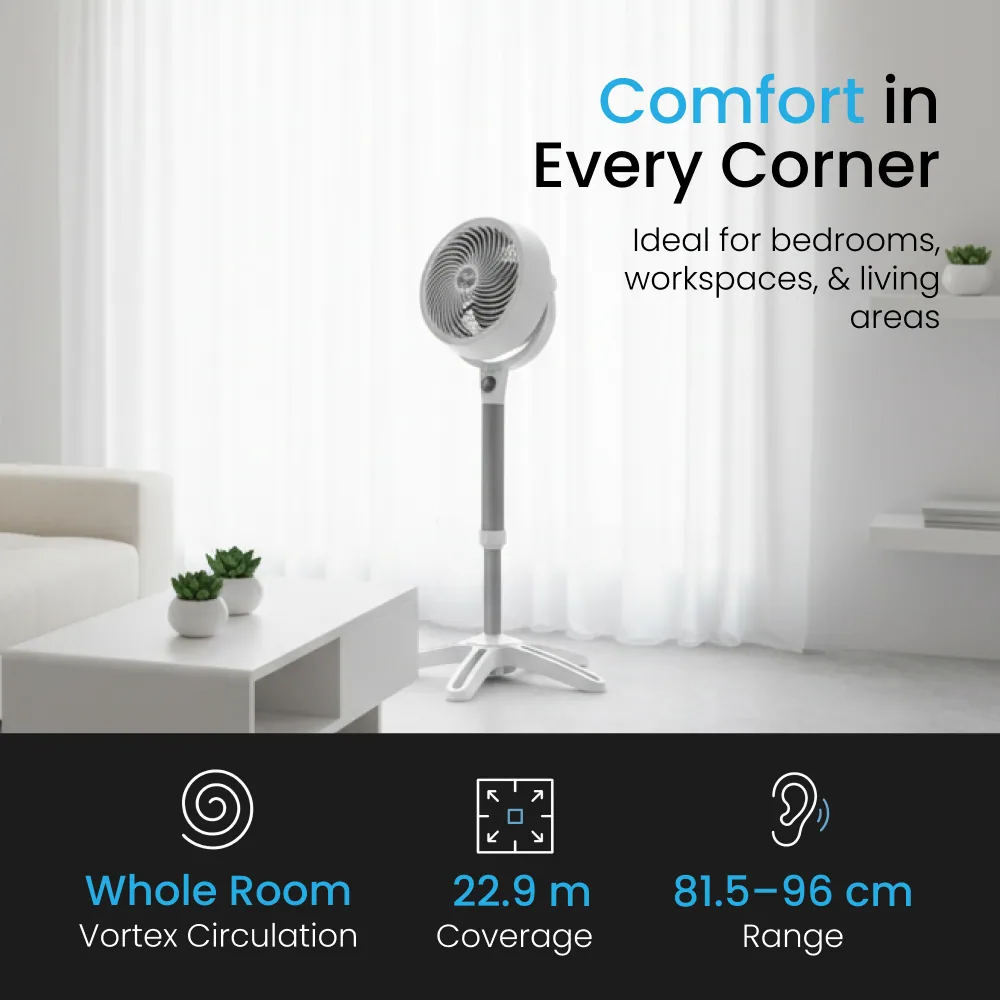 Comfort in
Every Corner
Ideal for bedrooms,
workspaces, & living
areas
Whole Room
Vortex Circulation
22.9 m
Coverage
81.5–96 cm
Range